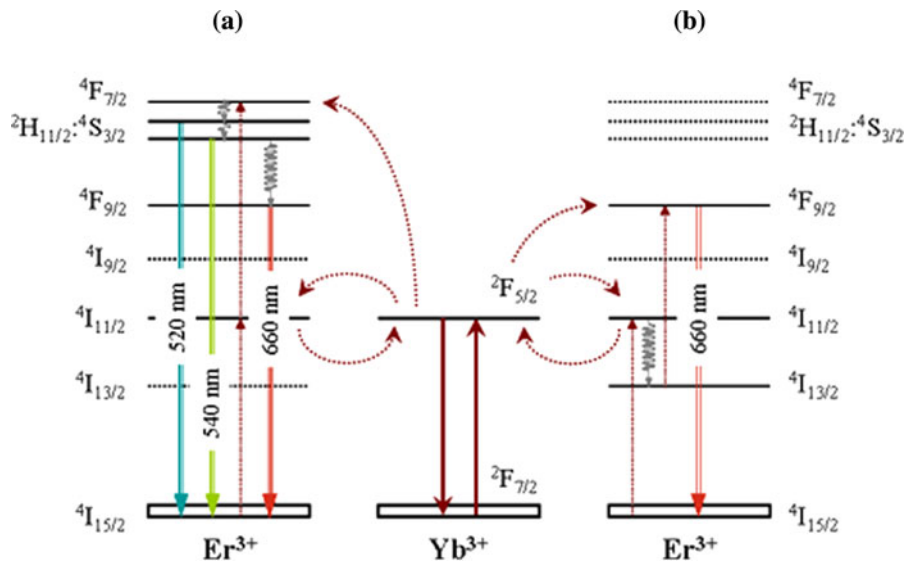 (a) (b)
⁴F₇/₂ ⁴F₇/₂
²H₁₁/₂:⁴S₃/₂ ²H₁₁/₂:⁴S₃/₂
⁴F₉/₂ ⁴F₉/₂
⁴I₉/₂ ²F₅/₂ ⁴I₉/₂
⁴I₁₁/₂ ⁴I₁₁/₂
520 nm 660 nm 660 nm
⁴I₁₃/₂ ⁴I₁₃/₂
540 nm
²F₇/₂
⁴I₁₅/₂ ⁴I₁₅/₂
Er³⁺ Yb³⁺ Er³⁺